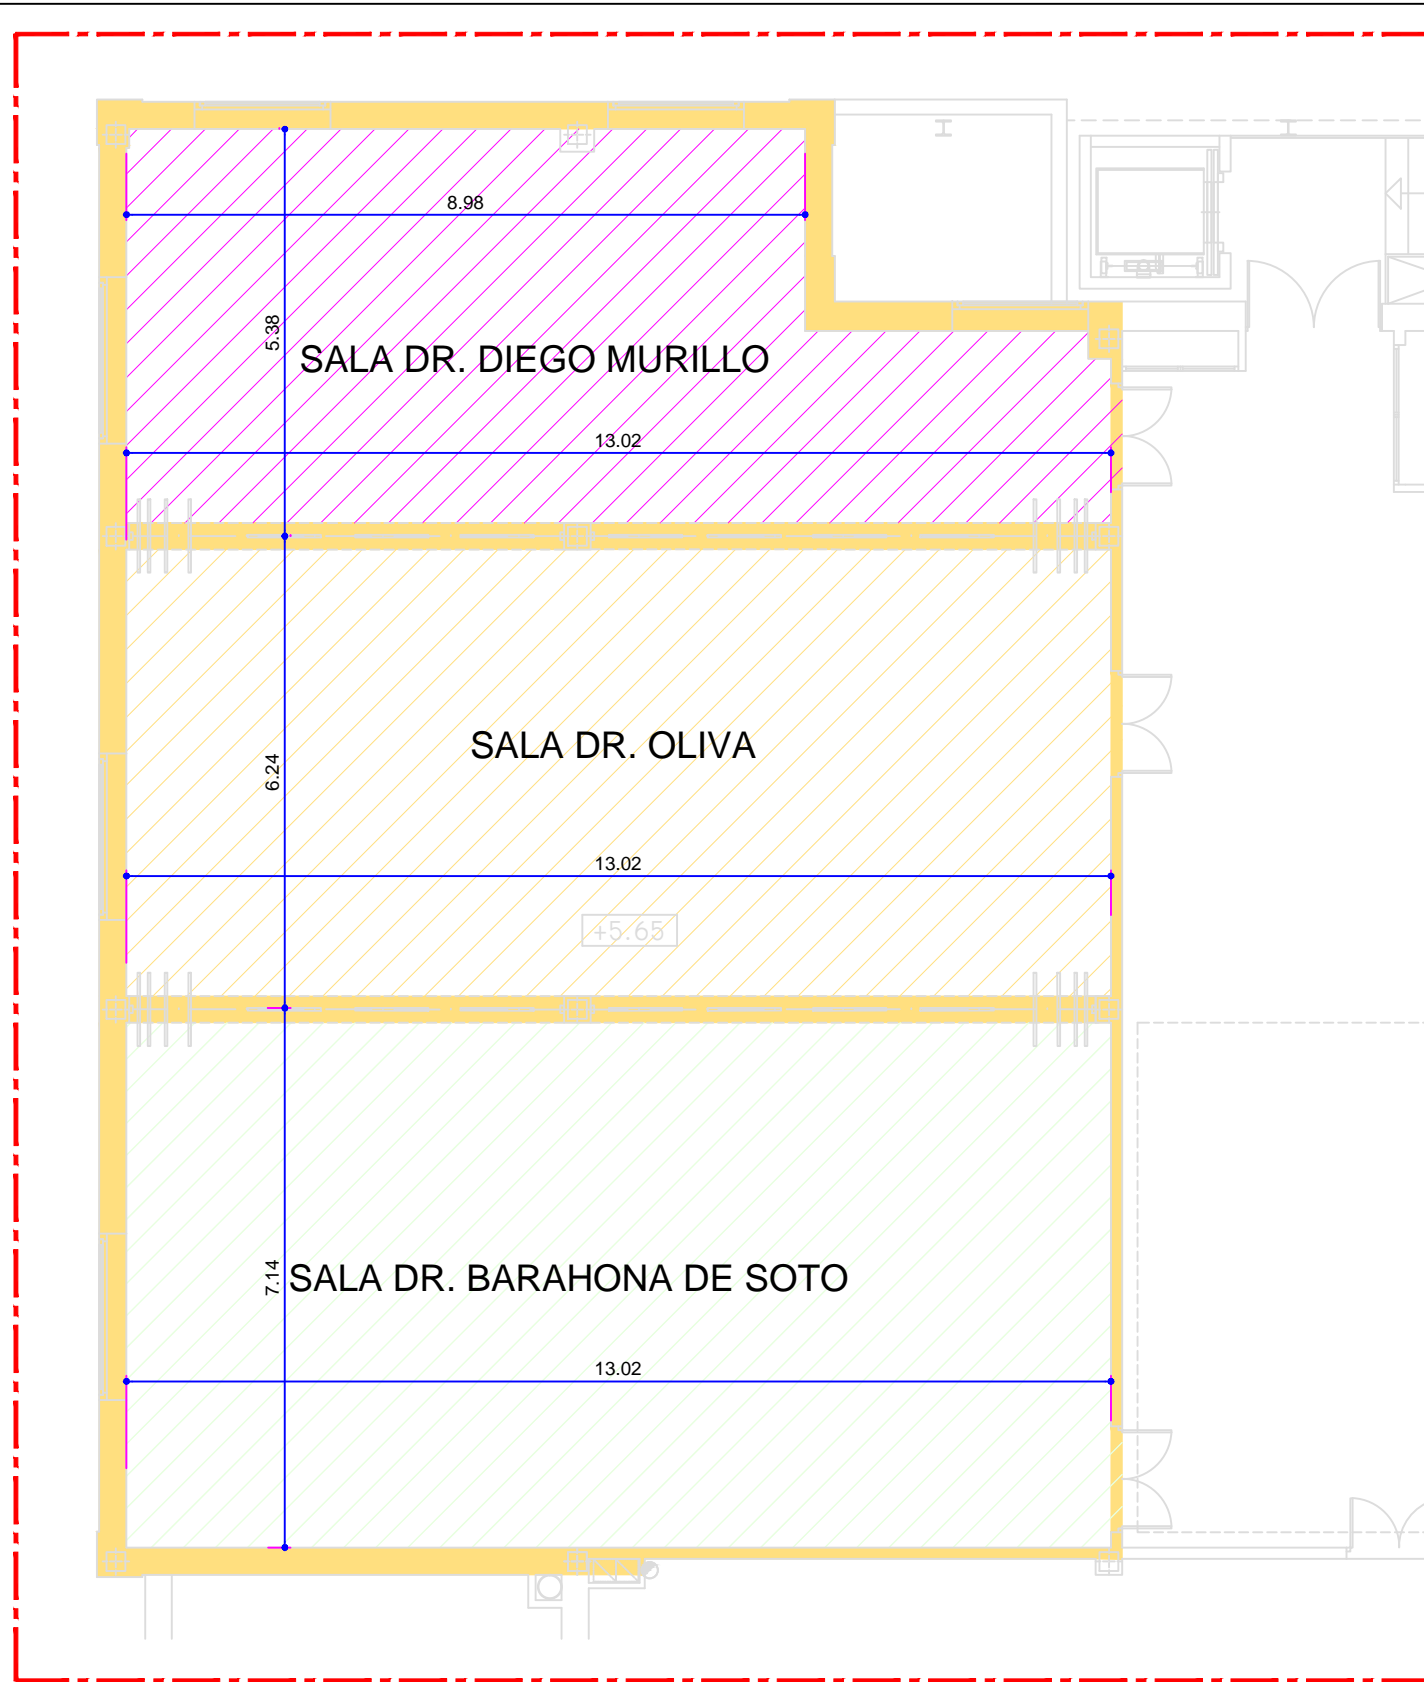 8.98
5.38
SALA DR. DIEGO MURILLO
13.02
SALA DR. OLIVA
6.24
13.02
+5.65
7.14
SALA DR. BARAHONA DE SOTO
13.02